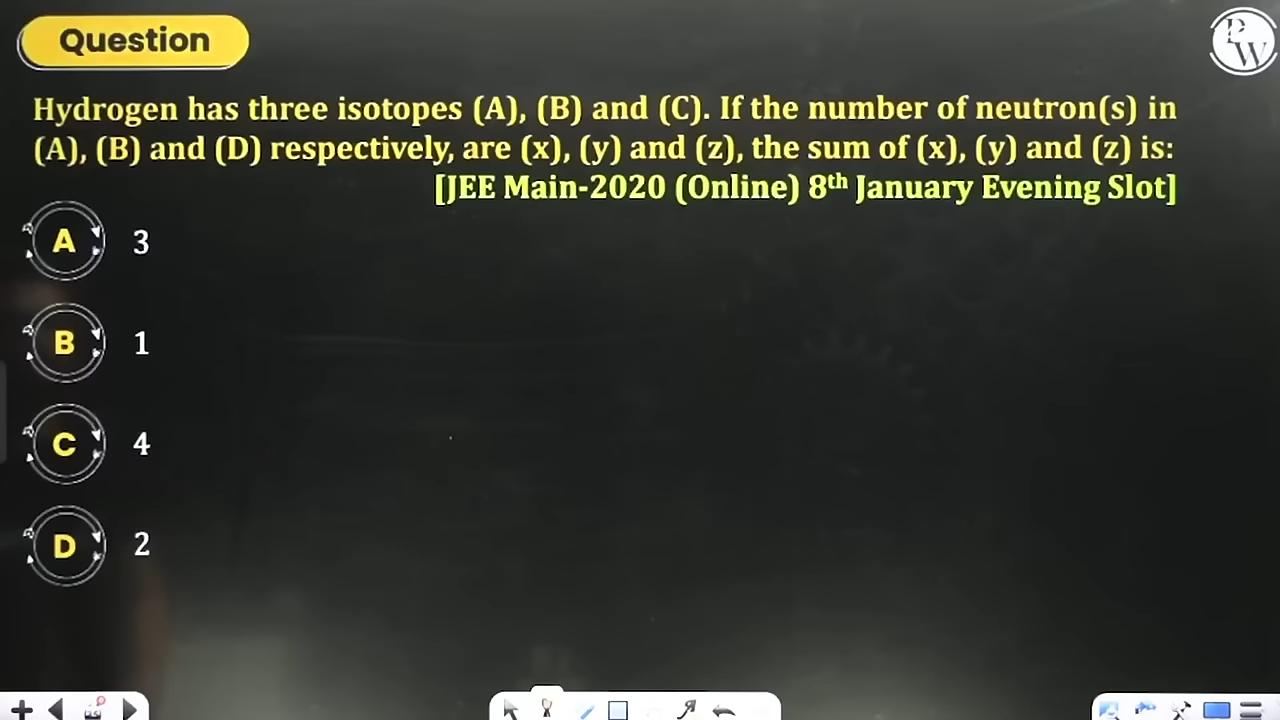 Question
PW
Hydrogen has three isotopes (A), (B) and (C). If the number of neutron(s) in
(A), (B) and (D) respectively, are (x), (y) and (z), the sum of (x), (y) and (z) is:
[JEE Main-2020 (Online) 8th January Evening Slot]
A 3
B 1
C 4
D 2